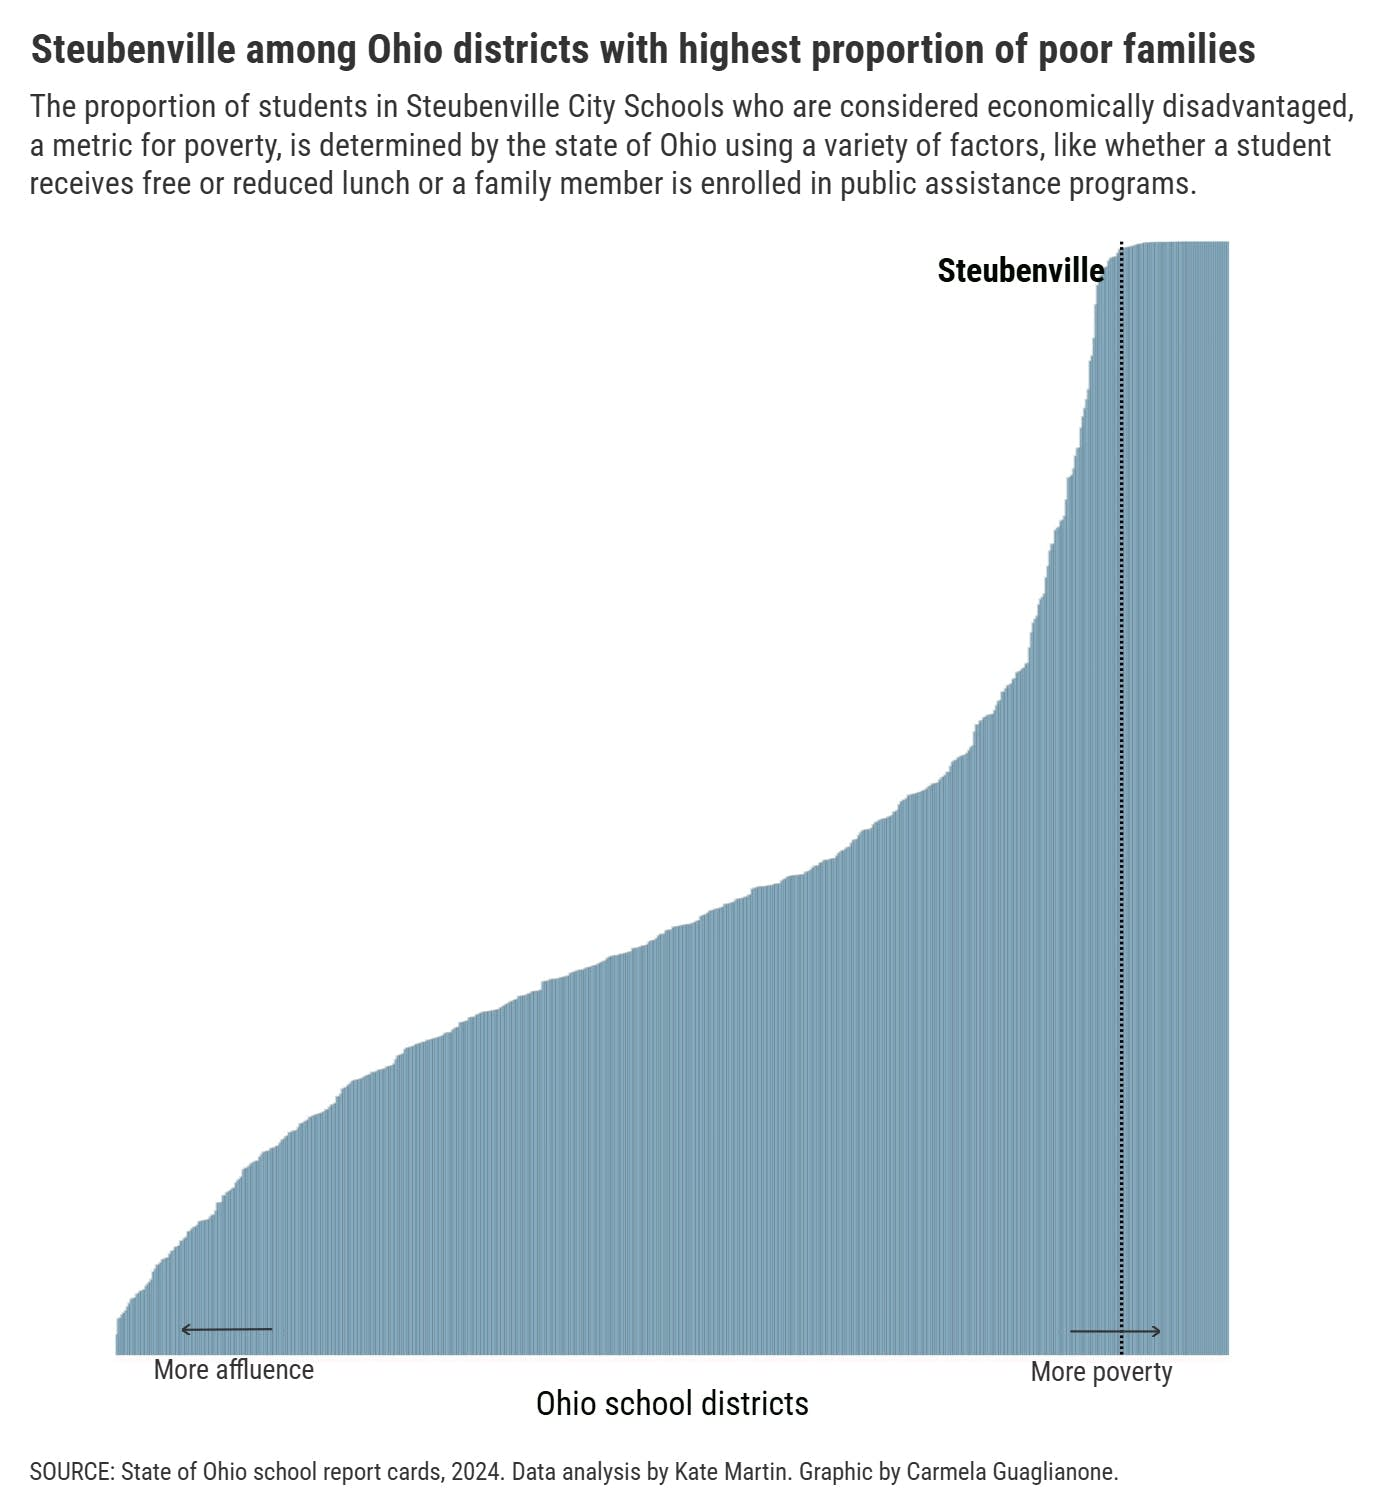 Steubenville among Ohio districts with highest proportion of poor families
The proportion of students in Steubenville City Schools who are considered economically disadvantaged,
a metric for poverty, is determined by the state of Ohio using a variety of factors, like whether a student
receives free or reduced lunch or a family member is enrolled in public assistance programs.
Steubenville
More affluence
More poverty
Ohio school districts
SOURCE: State of Ohio school report cards, 2024. Data analysis by Kate Martin. Graphic by Carmela Guaglianone.